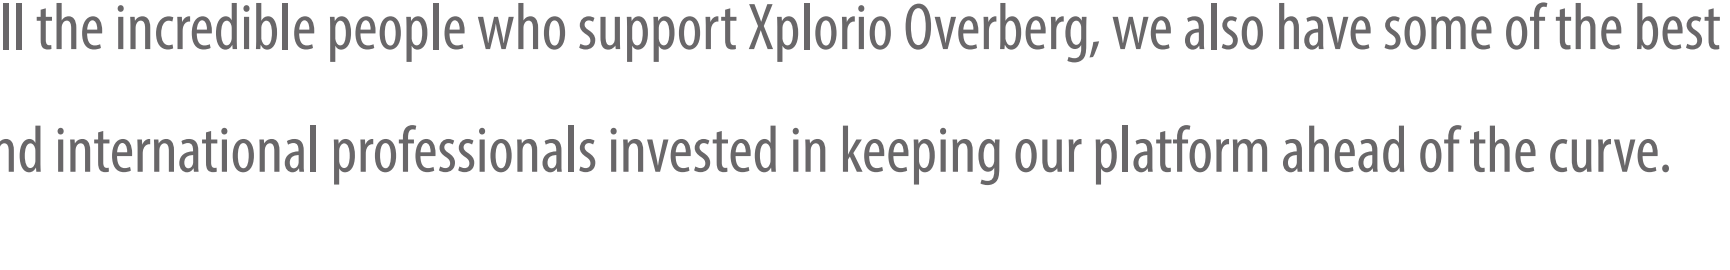 ll the incredible people who support Xplorio Overberg, we also have some of the best
nd international professionals invested in keeping our platform ahead of the curve.